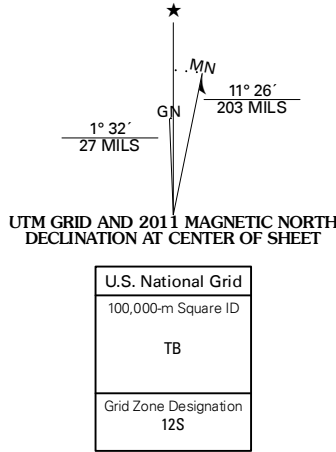 ★
MN
GN
11° 26´
203 MILS
1° 32´
27 MILS
UTM GRID AND 2011 MAGNETIC NORTH
DECLINATION AT CENTER OF SHEET
U.S. National Grid
100,000-m Square ID
TB
Grid Zone Designation
12S